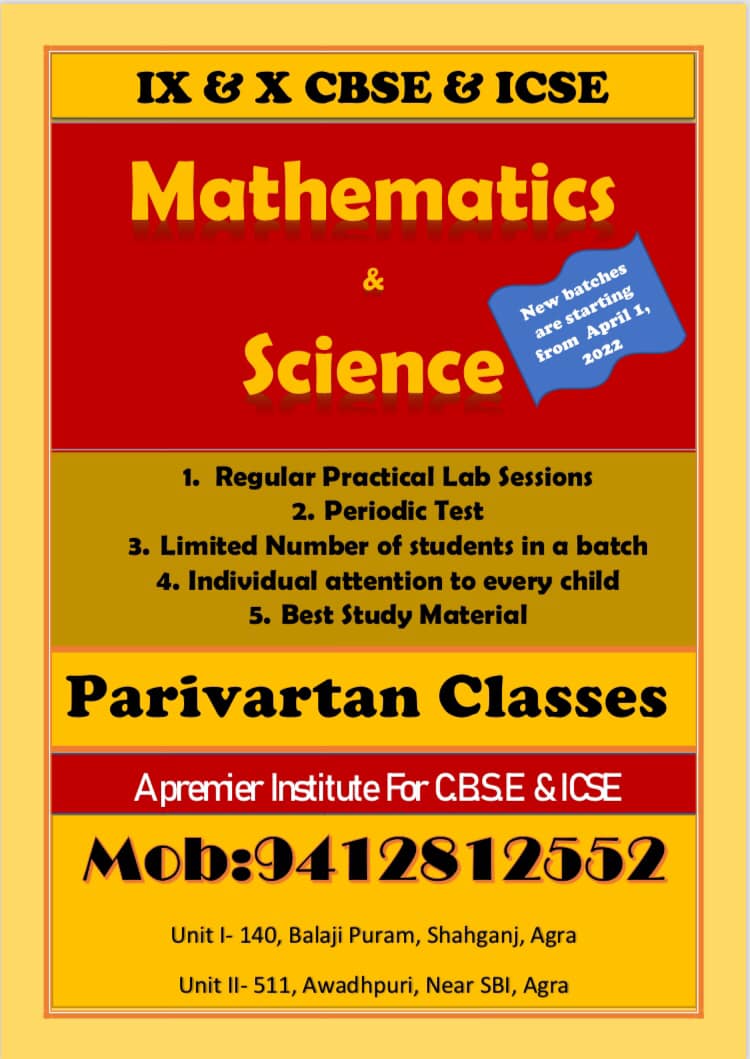 IX & X CBSE & ICSE
Mathematics
&
Science
New batches
are starting
from April 1,
2022
1. Regular Practical Lab Sessions
2. Periodic Test
3. Limited Number of students in a batch
4. Individual attention to every child
5. Best Study Material
Parivartan Classes
A premier Institute For C.B.S.E & ICSE
Mob:9412812552
Unit I- 140, Balaji Puram, Shahganj, Agra
Unit II- 511, Awadhpuri, Near SBI, Agra